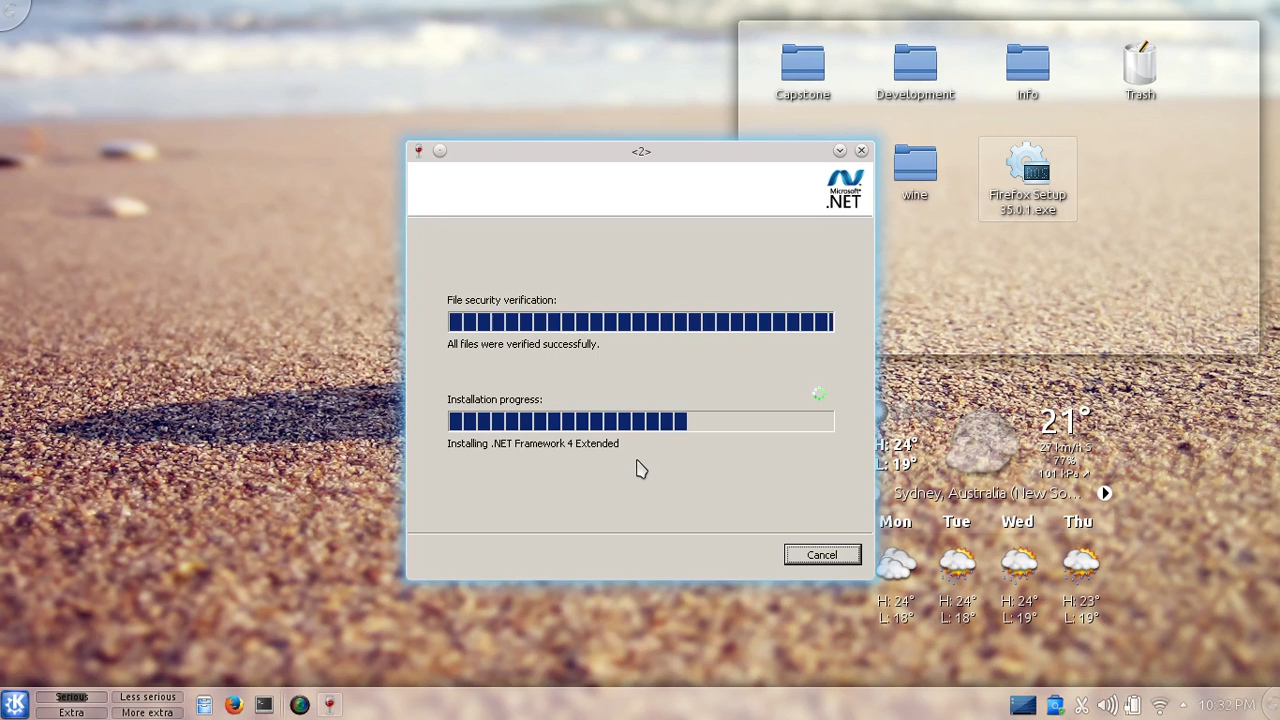 Capstone
Development
Info
Trash
<2>
Microsoft®
.NET
wine
DOS
Firefox Setup
35.0.1.exe
File security verification:
All files were verified successfully.
Installation progress:
Installing .NET Framework 4 Extended
Cancel
21°
27 km/h S
77%
101 kPa
H: 24°
L: 19°
Sydney, Australia (New So...
Mon Tue Wed Thu
H: 24° H: 24° H: 24° H: 23°
L: 18° L: 18° L: 19° L: 19°
Serious Less serious
Extra More extra
10:32 PM